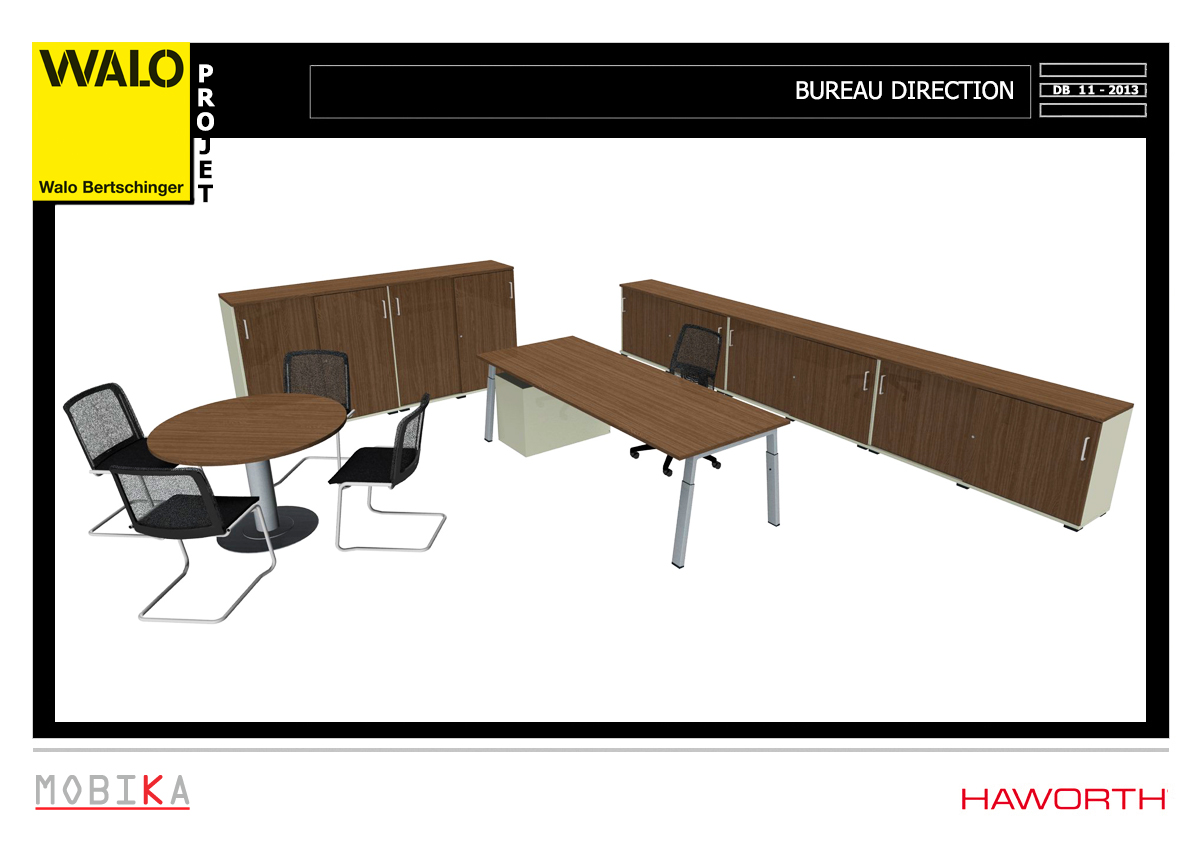 WALO
Walo Bertschinger
PROJET
BUREAU DIRECTION
DB 11 - 2013
MOBIKA
HAWORTH